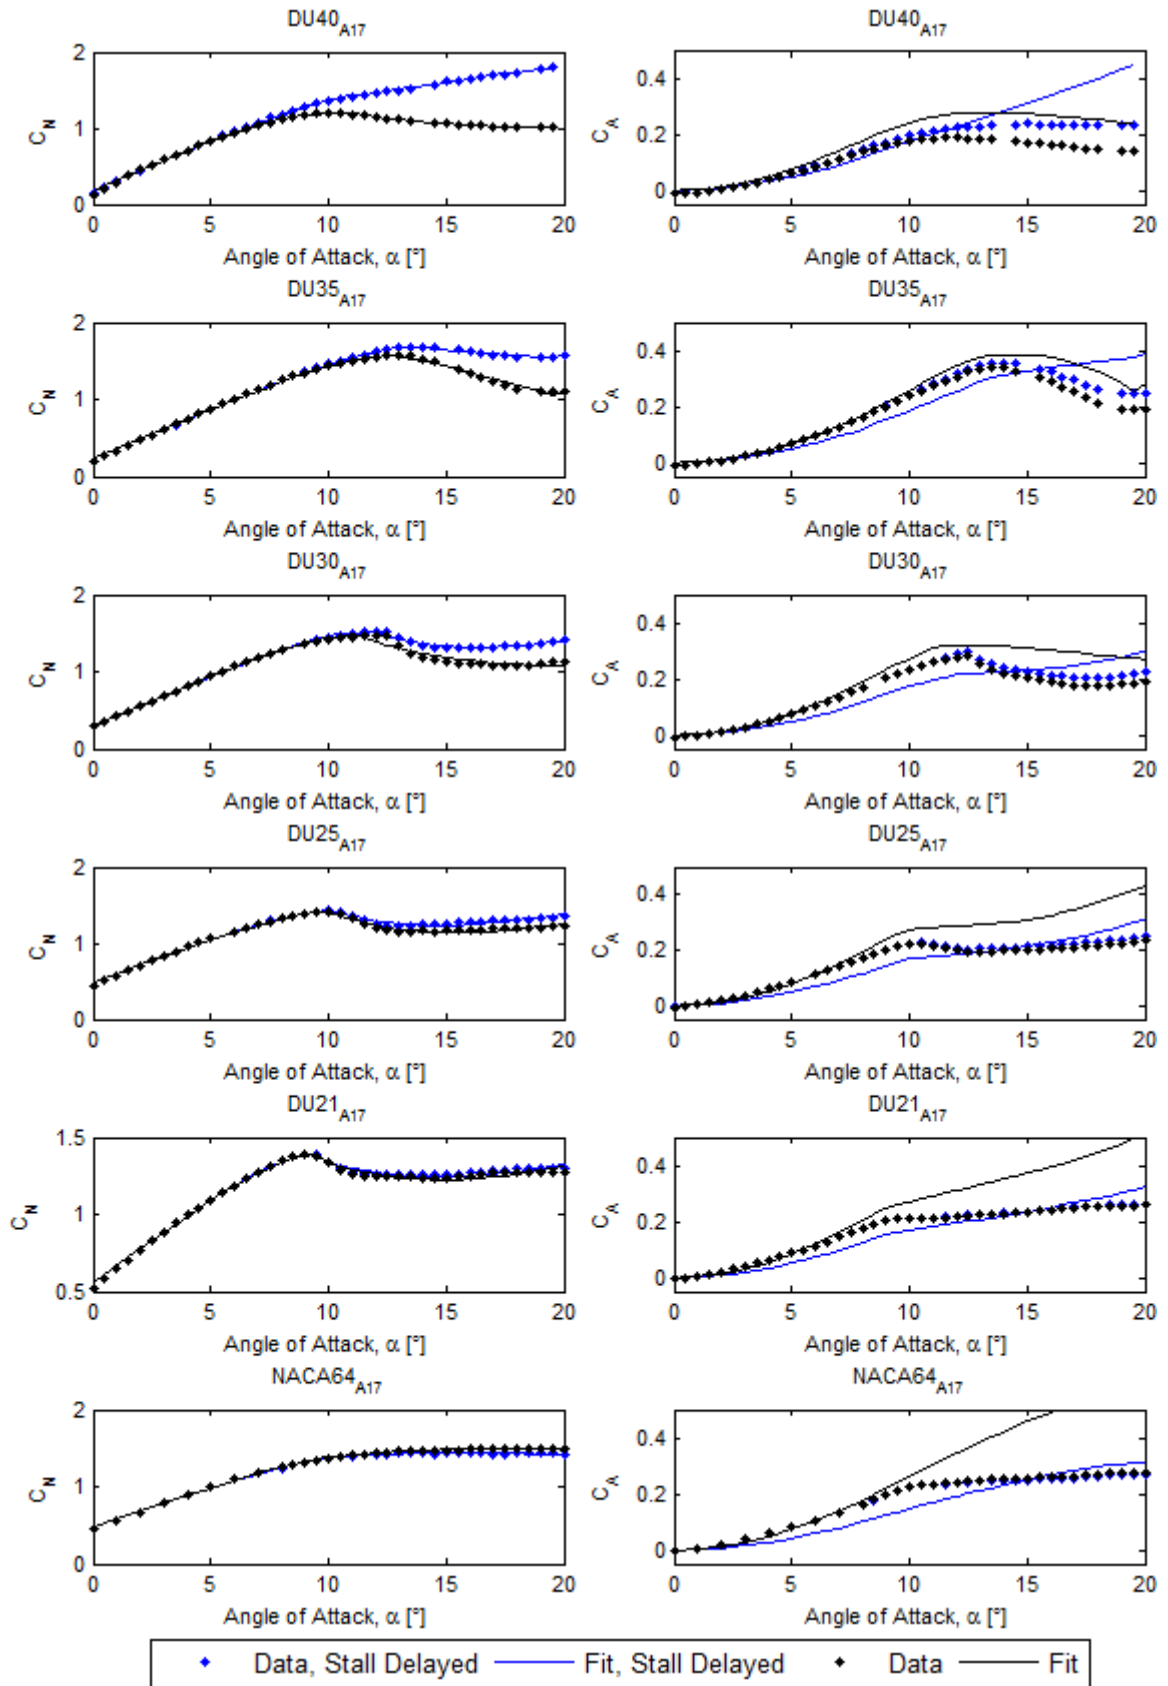 DU40A17
DU40A17
2
1
0
CN
0 5 10 15 20
Angle of Attack, α [°]
0.4
0.2
0
CA
0 5 10 15 20
Angle of Attack, α [°]
DU35A17
DU35A17
2
1
0
CN
0 5 10 15 20
Angle of Attack, α [°]
0.4
0.2
0
CA
0 5 10 15 20
Angle of Attack, α [°]
DU30A17
DU30A17
2
1
0
CN
0 5 10 15 20
Angle of Attack, α [°]
0.4
0.2
0
CA
0 5 10 15 20
Angle of Attack, α [°]
DU25A17
DU25A17
2
1
0
CN
0 5 10 15 20
Angle of Attack, α [°]
0.4
0.2
0
CA
0 5 10 15 20
Angle of Attack, α [°]
DU21A17
DU21A17
1.5
1
0.5
CN
0 5 10 15 20
Angle of Attack, α [°]
0.4
0.2
0
CA
0 5 10 15 20
Angle of Attack, α [°]
NACA64A17
NACA64A17
2
1
0
CN
0 5 10 15 20
Angle of Attack, α [°]
0.4
0.2
0
CA
0 5 10 15 20
Angle of Attack, α [°]
Data, Stall Delayed Fit, Stall Delayed Data Fit